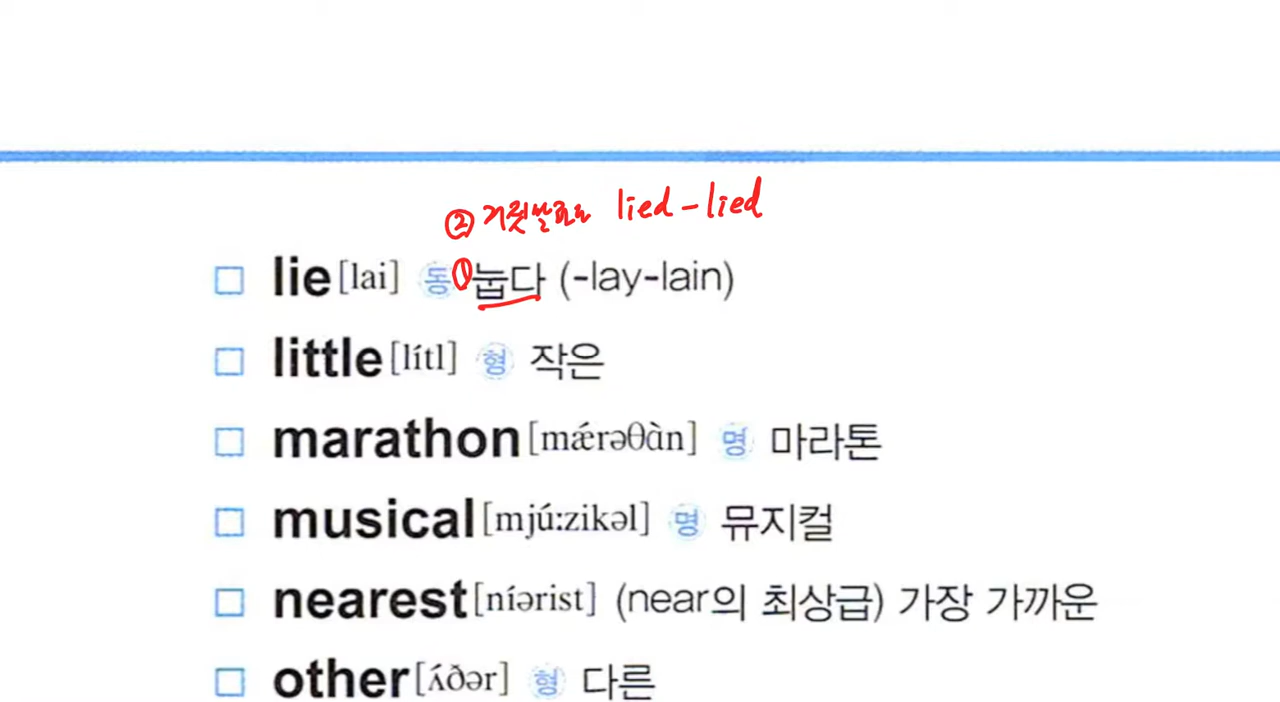 ② 거짓말하다 lied - lied
lie[lai] 동 ①눕다 (-lay-lain)
little[lítl] 형 작은
marathon[mǽrəθὰn] 명 마라톤
musical[mjú:zikəl] 명 뮤지컬
nearest[níərist] (near의 최상급) 가장 가까운
other[ʌ́ðər] 형 다른